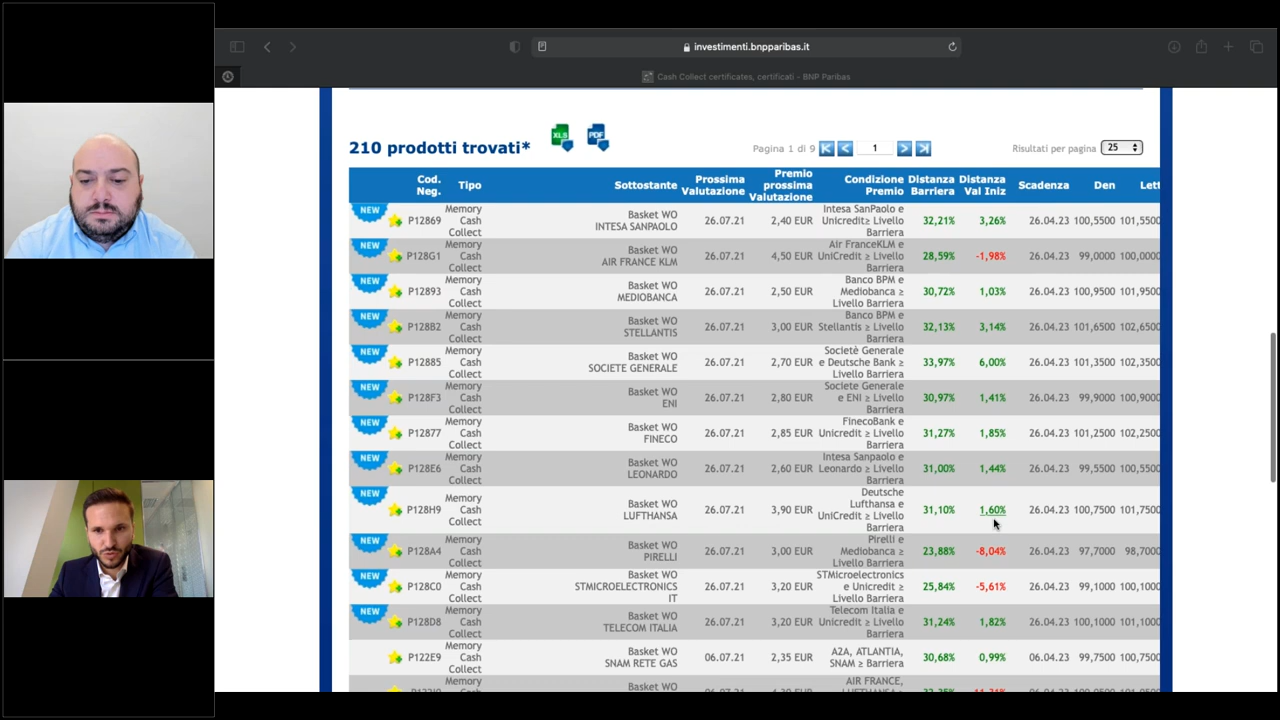 investimenti.bnpparibas.it
Cash Collect certificates, certificati - BNP Paribas
210 prodotti trovati*
XLS
PDF
Pagina 1 di 9
1
Risultati per pagina
25
Cod. Neg. Tipo Sottostante Prossima Valutazione Premio prossima Valutazione Condizione Premio Distanza Barriera Distanza Val Iniz Scadenza Den Lett
NEW P12869 Memory Cash Collect Basket WO INTESA SANPAOLO 26.07.21 2,40 EUR Intesa SanPaolo e Unicredit≥ Livello Barriera 32,21% 3,26% 26.04.23 100,5500 101,5500
NEW P128G1 Memory Cash Collect Basket WO AIR FRANCE KLM 26.07.21 4,50 EUR Air FranceKLM e UniCredit ≥ Livello Barriera 28,59% -1,98% 26.04.23 99,0000 100,0000
NEW P12893 Memory Cash Collect Basket WO MEDIOBANCA 26.07.21 2,50 EUR Banco BPM e Mediobanca ≥ Livello Barriera 30,72% 1,03% 26.04.23 100,9500 101,9500
NEW P128B2 Memory Cash Collect Basket WO STELLANTIS 26.07.21 3,00 EUR Banco BPM e Stellantis ≥ Livello Barriera 32,13% 3,14% 26.04.23 101,6500 102,6500
NEW P12885 Memory Cash Collect Basket WO SOCIETE GENERALE 26.07.21 2,70 EUR Societè Generale e Deutsche Bank ≥ Livello Barriera 33,97% 6,00% 26.04.23 101,3500 102,3500
NEW P128F3 Memory Cash Collect Basket WO ENI 26.07.21 2,80 EUR Societe Generale e ENI ≥ Livello Barriera 30,97% 1,41% 26.04.23 99,9000 100,9000
NEW P12877 Memory Cash Collect Basket WO FINECO 26.07.21 2,85 EUR FinecoBank e Unicredit ≥ Livello Barriera 31,27% 1,85% 26.04.23 101,2500 102,2500
NEW P128E6 Memory Cash Collect Basket WO LEONARDO 26.07.21 2,60 EUR Intesa Sanpaolo e Leonardo ≥ Livello Barriera 31,00% 1,44% 26.04.23 99,5500 100,5500
NEW P128H9 Memory Cash Collect Basket WO LUFTHANSA 26.07.21 3,90 EUR Deutsche Lufthansa e UniCredit ≥ Livello Barriera 31,10% 1,60% 26.04.23 100,7500 101,7500
NEW P128A4 Memory Cash Collect Basket WO PIRELLI 26.07.21 3,00 EUR Pirelli e Mediobanca ≥ Livello Barriera 23,88% -8,04% 26.04.23 97,7000 98,7000
NEW P128C0 Memory Cash Collect Basket WO STMICROELECTRONICS IT 26.07.21 3,20 EUR STMicroelectronics e Unicredit ≥ Livello Barriera 25,84% -5,61% 26.04.23 99,1000 100,1000
NEW P128D8 Memory Cash Collect Basket WO TELECOM ITALIA 26.07.21 3,20 EUR Telecom Italia e Unicredit ≥ Livello Barriera 31,24% 1,82% 26.04.23 100,1000 101,1000
P122E9 Memory Cash Collect Basket WO SNAM RETE GAS 06.07.21 2,35 EUR A2A, ATLANTIA, SNAM ≥ Barriera 30,68% 0,99% 06.04.23 99,7500 100,7500
Memory Basket WO AIR FRANCE,